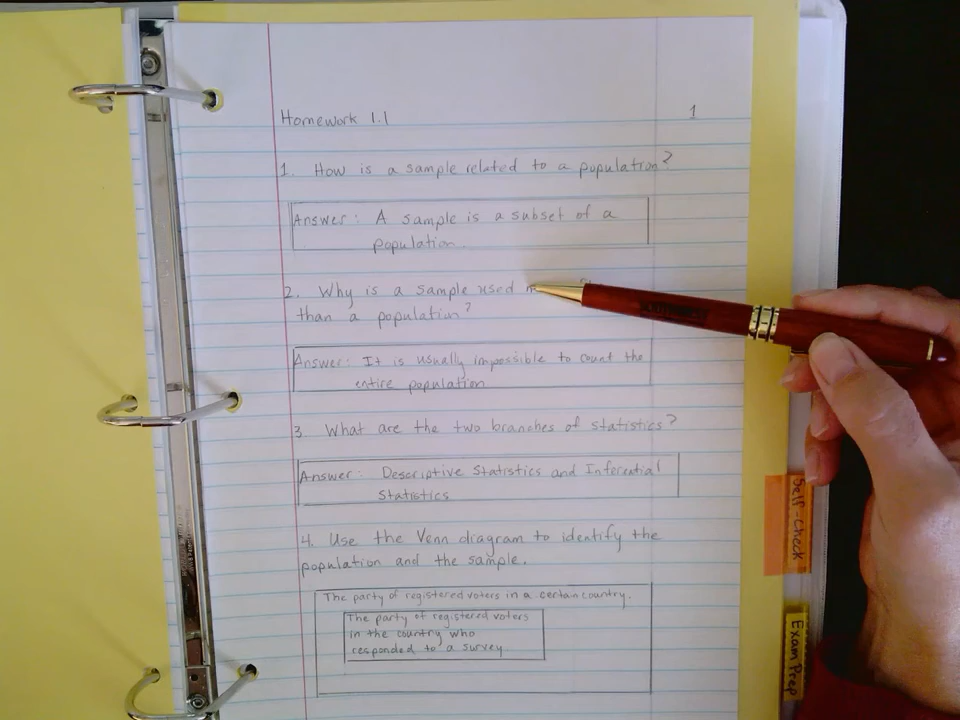 Homework 1.1 1
1. How is a sample related to a population?
Answer: A sample is a subset of a
population.
2. Why is a sample used
than a population?
Answer: It is usually impossible to count the
entire population
3 What are the two branches of statistics?
Answer: Descriptive Statistics and Inferential
Statistics
4. Use the Venn diagram to identify the
population and the sample.
The party of registered voters in a certain country.
The party of registered voters
in the country who
responded to a survey
Self-Check
Exam Prep